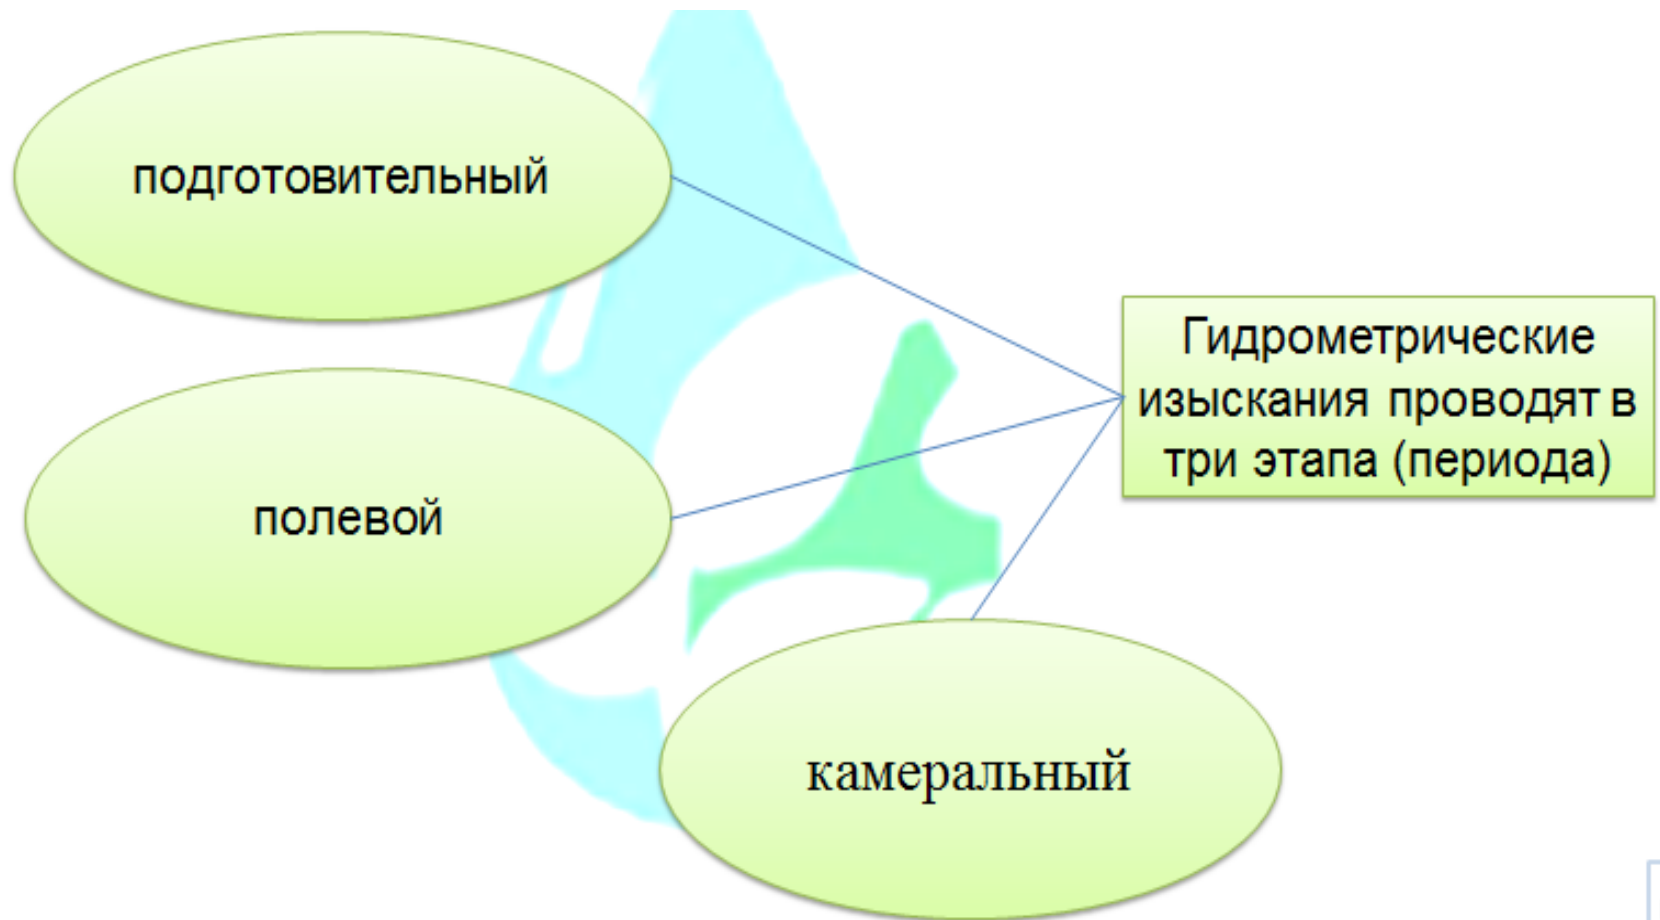 подготовительный
Гидрометрические
изыскания проводят в
три этапа (периода)
полевой
камеральный